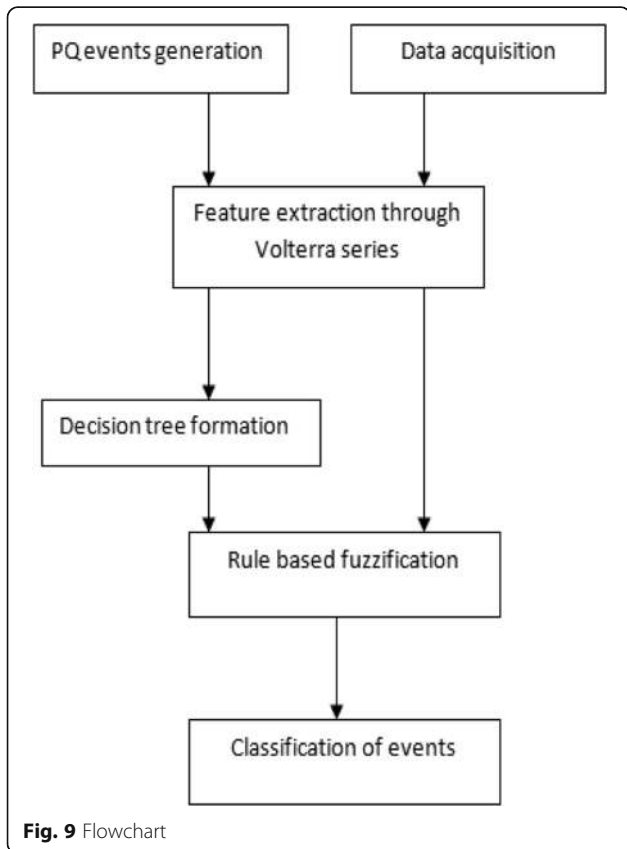 PQ events generation
Data acquisition
Feature extraction through
Volterra series
Decision tree formation
Rule based fuzzification
Classification of events
Fig. 9 Flowchart